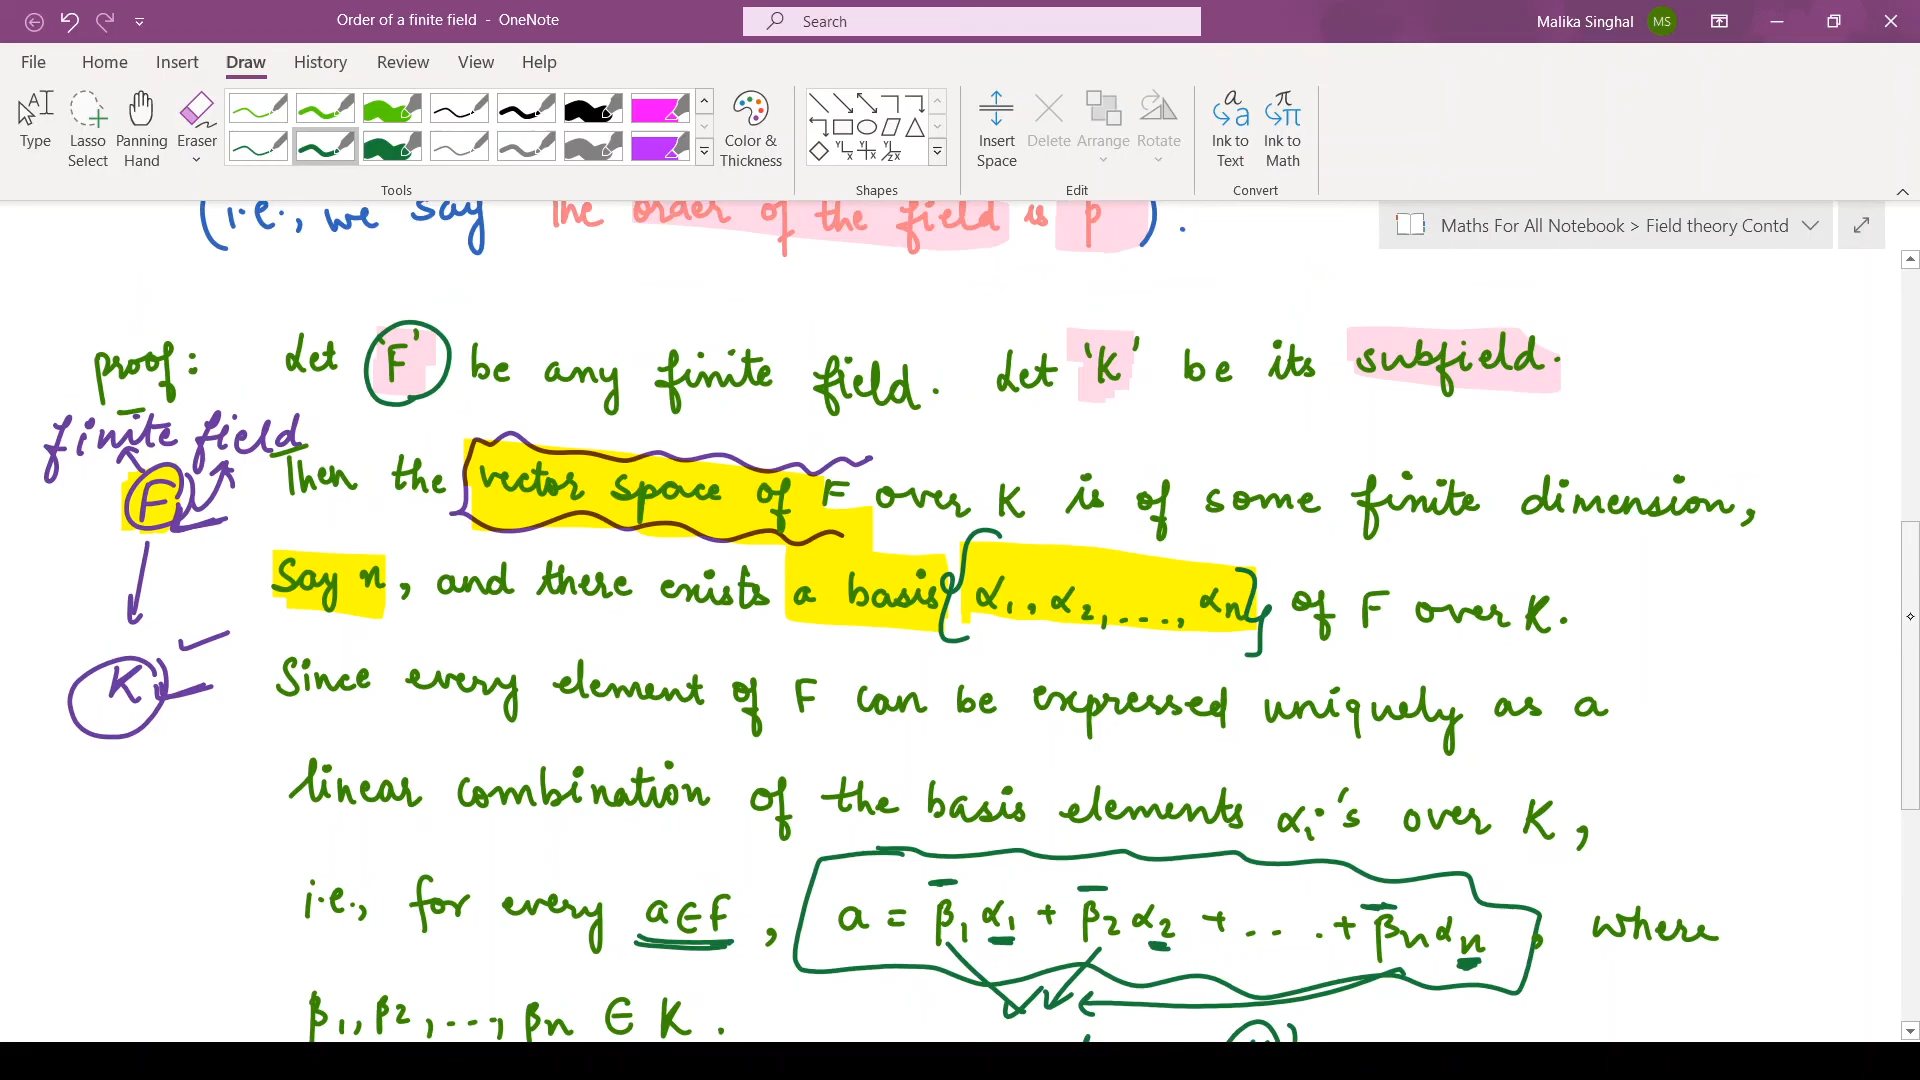 Order of a finite field - OneNote
Search
Malika Singhal MS
File Home Insert Draw History Review View Help
Type
Lasso Select
Panning Hand
Eraser
Color & Thickness
Insert Space
Delete
Arrange
Rotate
Ink to Text
Ink to Math
Tools Shapes Edit Convert
Maths For All Notebook > Field theory Contd
(i.e., we say the order of the field is p).
proof: Let 'F' be any finite field. Let 'K' be its subfield.
finite field
F
K
Then the vector space of F over K is of some finite dimension,
say n, and there exists a basis {α1, α2, ..., αn} of F over K.
Since every element of F can be expressed uniquely as a
linear combination of the basis elements αi's over K,
i.e., for every a∈F, a = β1α1 + β2α2 + .... + βnαn, where
β1, β2, ..., βn ∈ K.